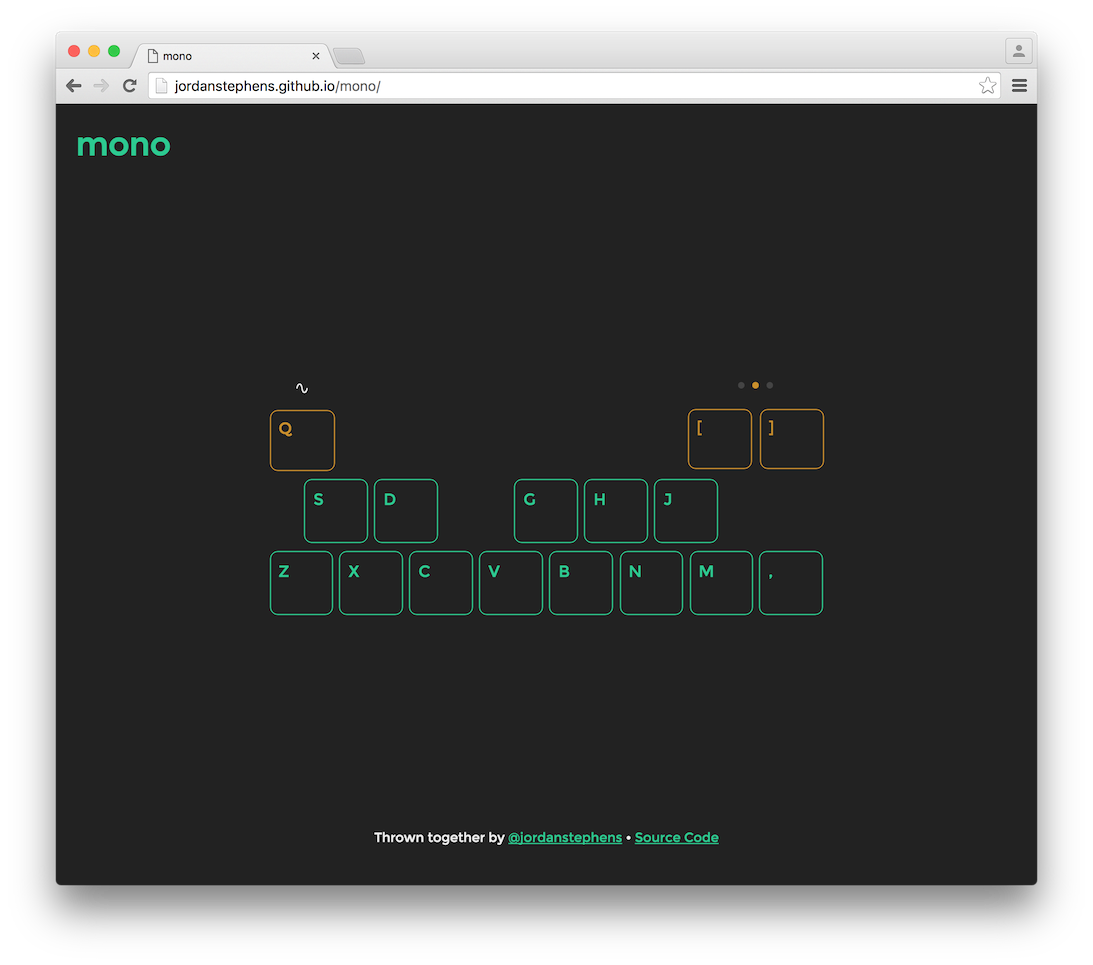 mono
jordanstephens.github.io/mono/
mono
∿
Q [ ]
S D G H J
Z X C V B N M ,
Thrown together by @jordanstephens • Source Code